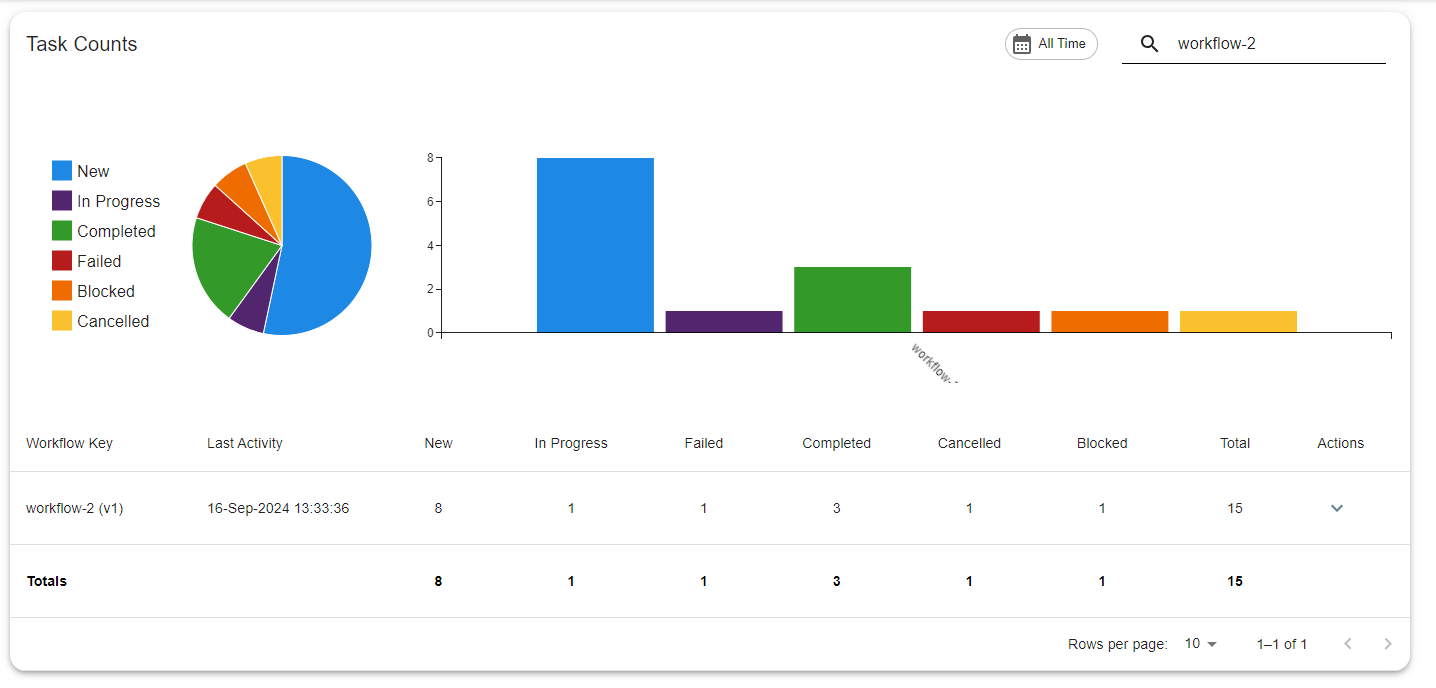 Task Counts
All Time
workflow-2
New
In Progress
Completed
Failed
Blocked
Cancelled
8
6
4
2
0
workflow-
Workflow Key Last Activity New In Progress Failed Completed Cancelled Blocked Total Actions
workflow-2 (v1) 16-Sep-2024 13:33:36 8 1 1 3 1 1 15
Totals 8 1 1 3 1 1 15
Rows per page: 10 1–1 of 1